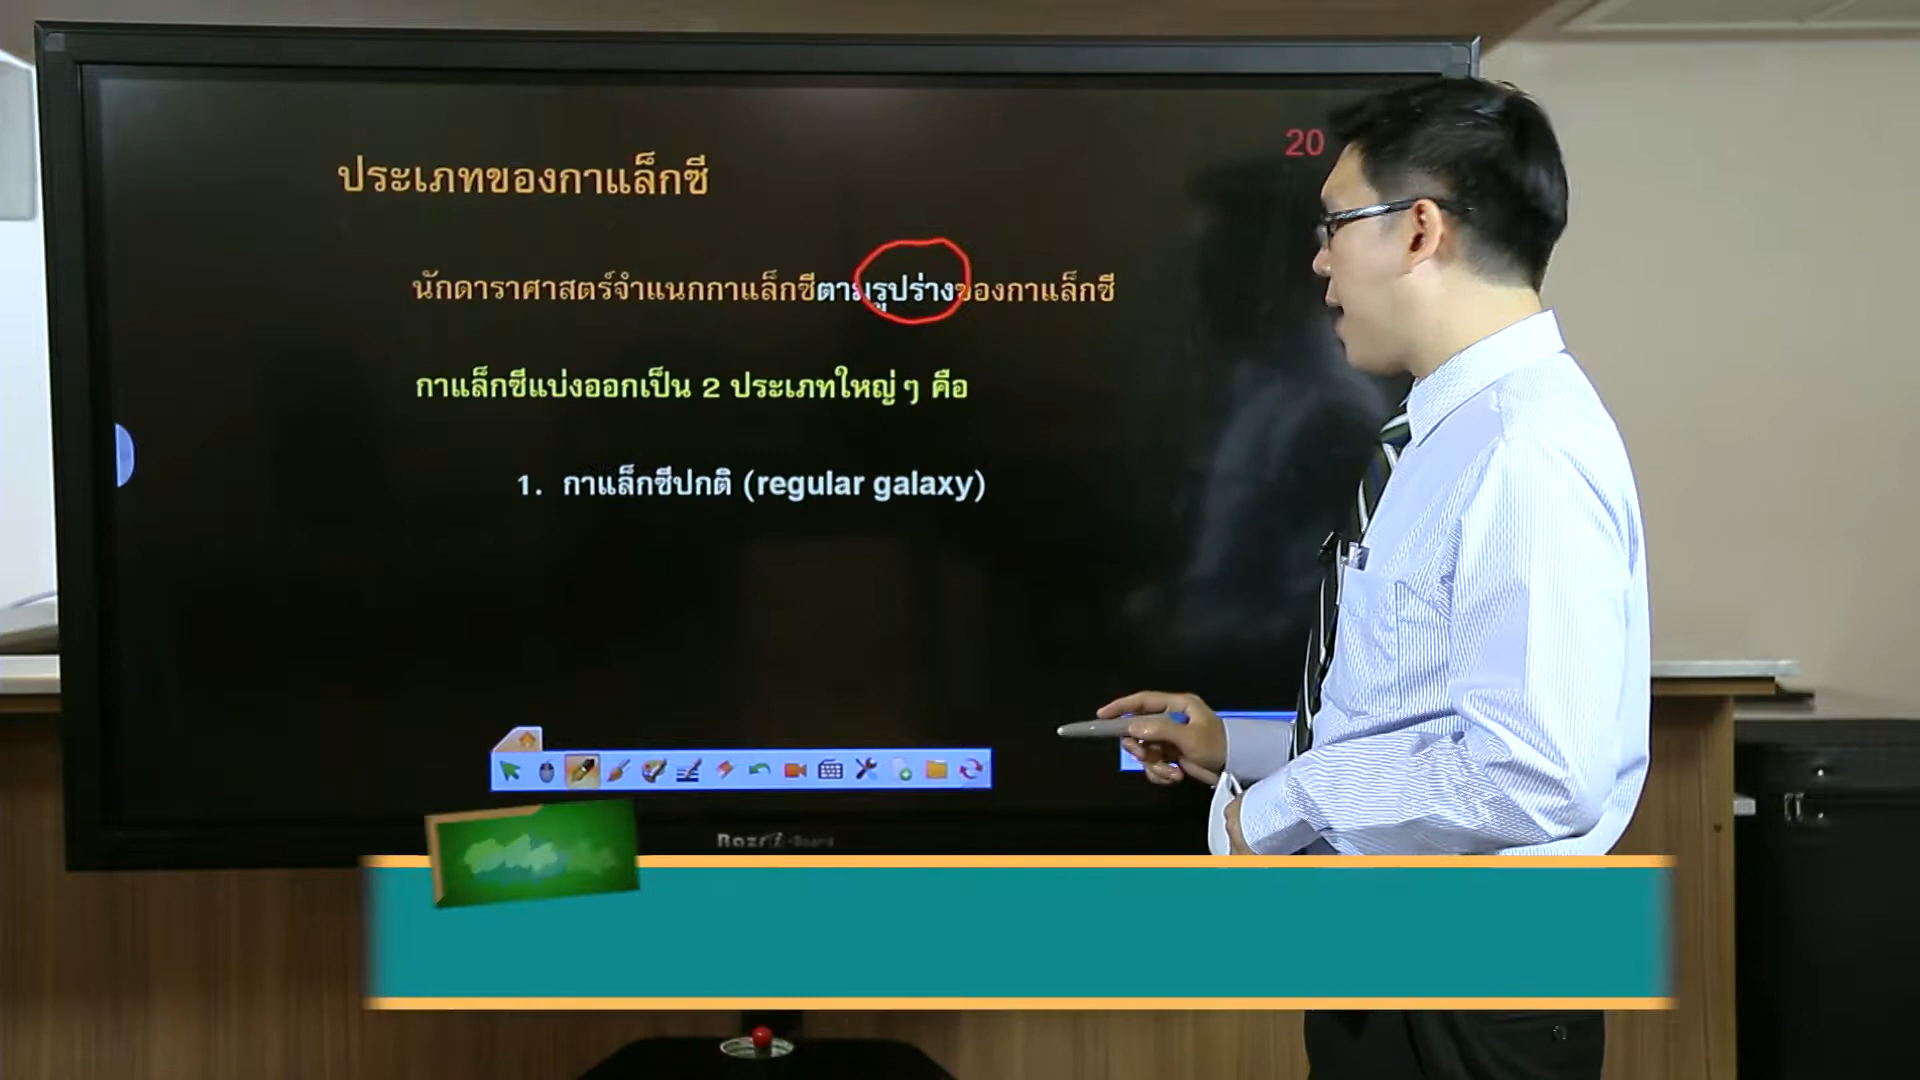 20
ประเภทของกาแล็กซี
นักดาราศาสตร์จำแนกกาแล็กซีตามรูปร่างของกาแล็กซี
กาแล็กซีแบ่งออกเป็น 2 ประเภทใหญ่ ๆ คือ
1. กาแล็กซีปกติ (regular galaxy)